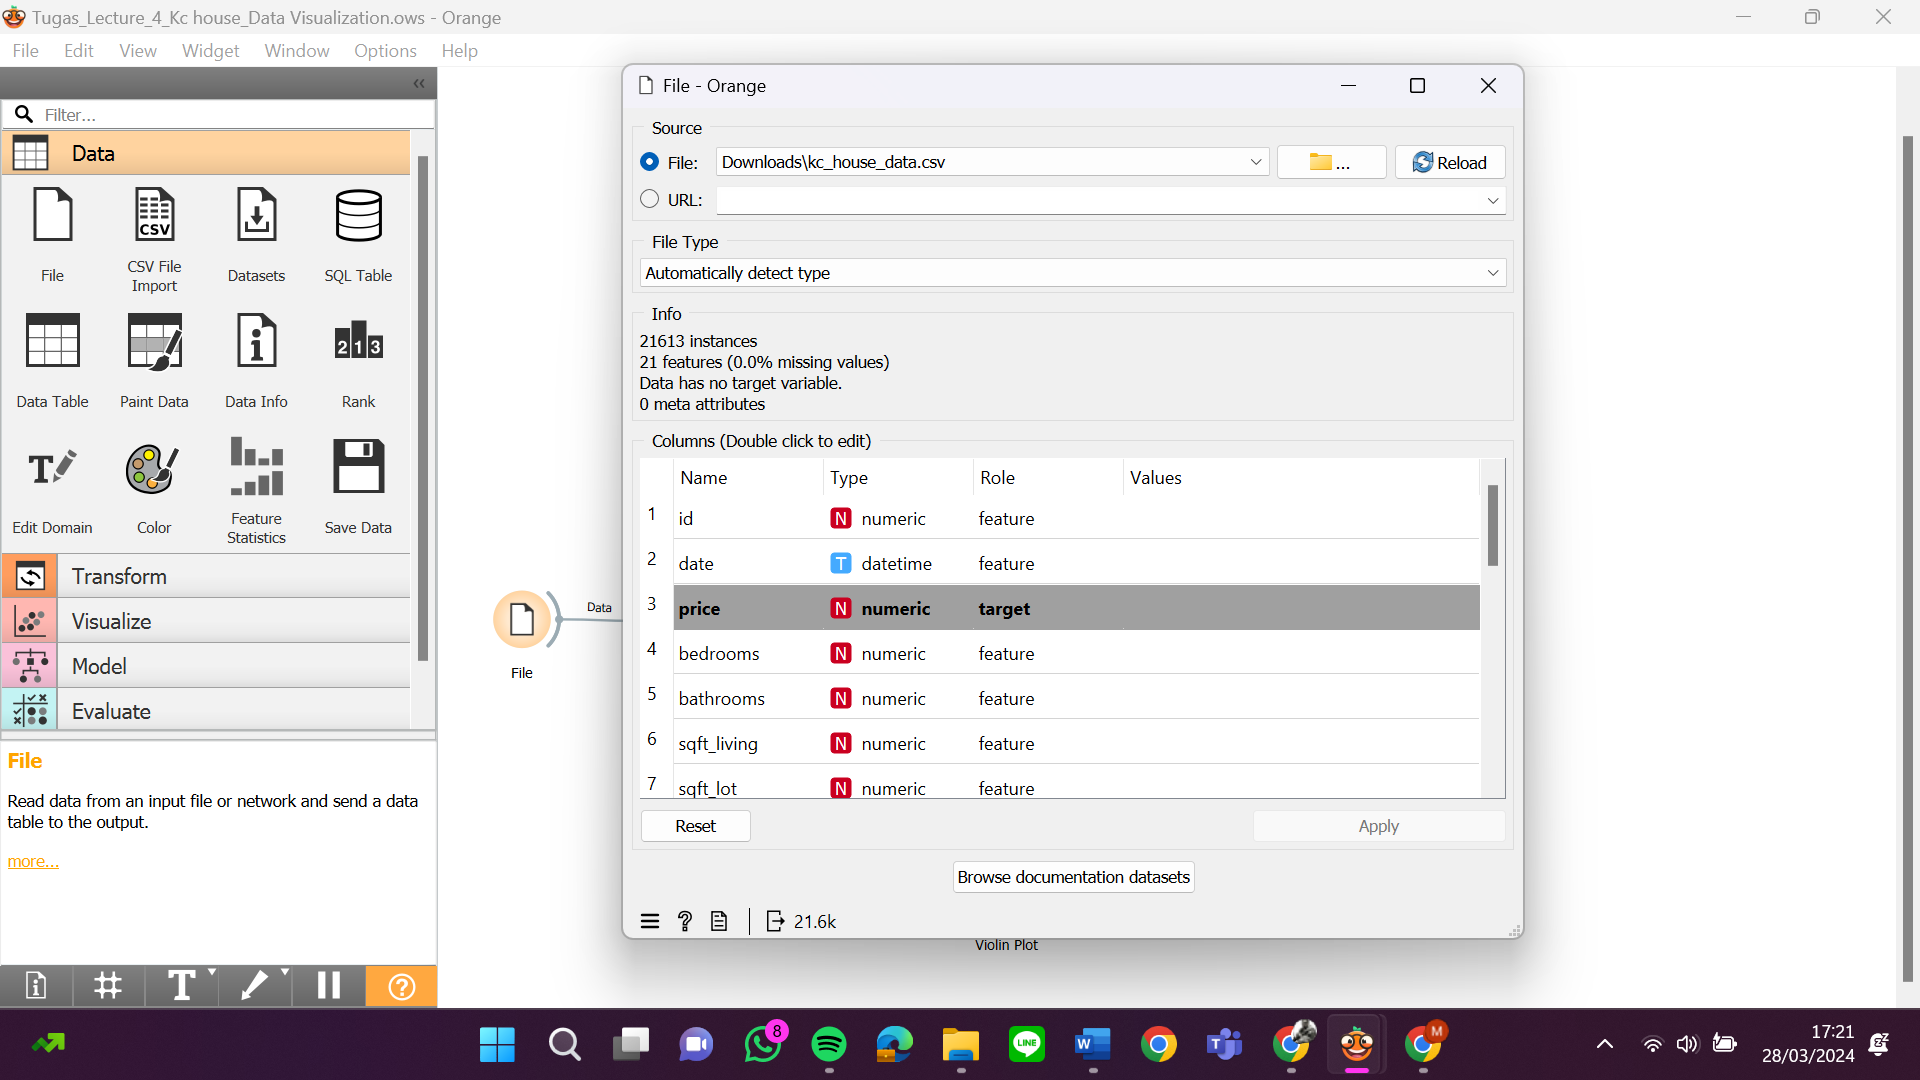 Tugas_Lecture_4_Kc house_Data Visualization.ows - Orange
File Edit View Widget Window Options Help
Filter...
Data
File
CSV File
Import
Datasets
SQL Table
Data Table
Paint Data
Data Info
Rank
Edit Domain
Color
Feature
Statistics
Save Data
Transform
Visualize
Model
Evaluate
File
Read data from an input file or network and send a data
table to the output.
more...
File
Data
File - Orange
Source
File: Downloads\kc_house_data.csv ... Reload
URL:
File Type
Automatically detect type
Info
21613 instances
21 features (0.0% missing values)
Data has no target variable.
0 meta attributes
Columns (Double click to edit)
Name Type Role Values
1 id N numeric feature
2 date T datetime feature
3 price N numeric target
4 bedrooms N numeric feature
5 bathrooms N numeric feature
6 sqft_living N numeric feature
7 sqft_lot N numeric feature
Reset Apply
Browse documentation datasets
21.6k
Violin Plot
8
LINE
W
M
17:21
28/03/2024